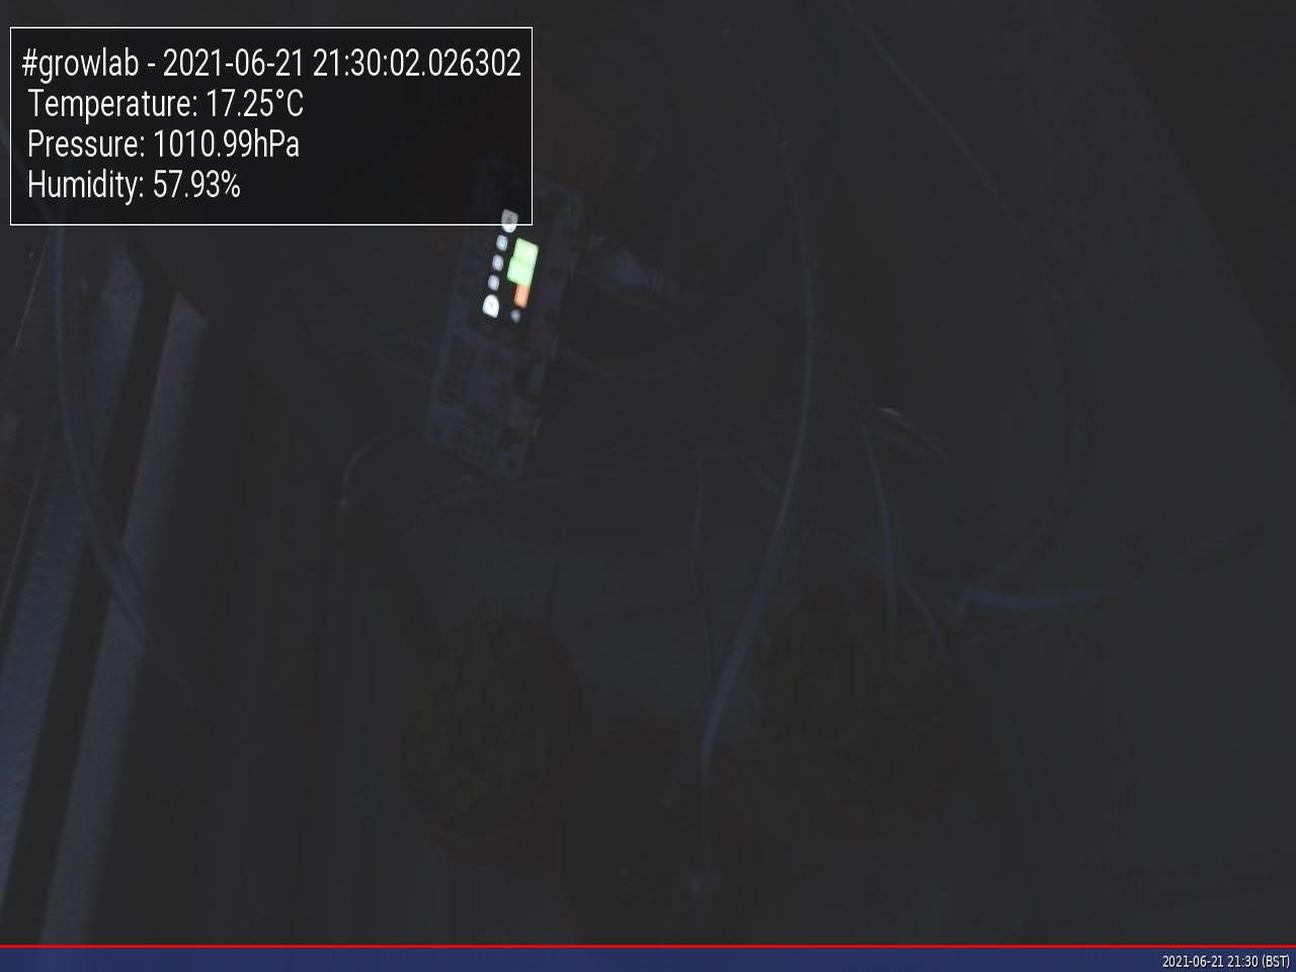 #growlab - 2021-06-21 21:30:02.026302
Temperature: 17.25°C
Pressure: 1010.99hPa
Humidity: 57.93%
2021-06-21 21:30 (BST)